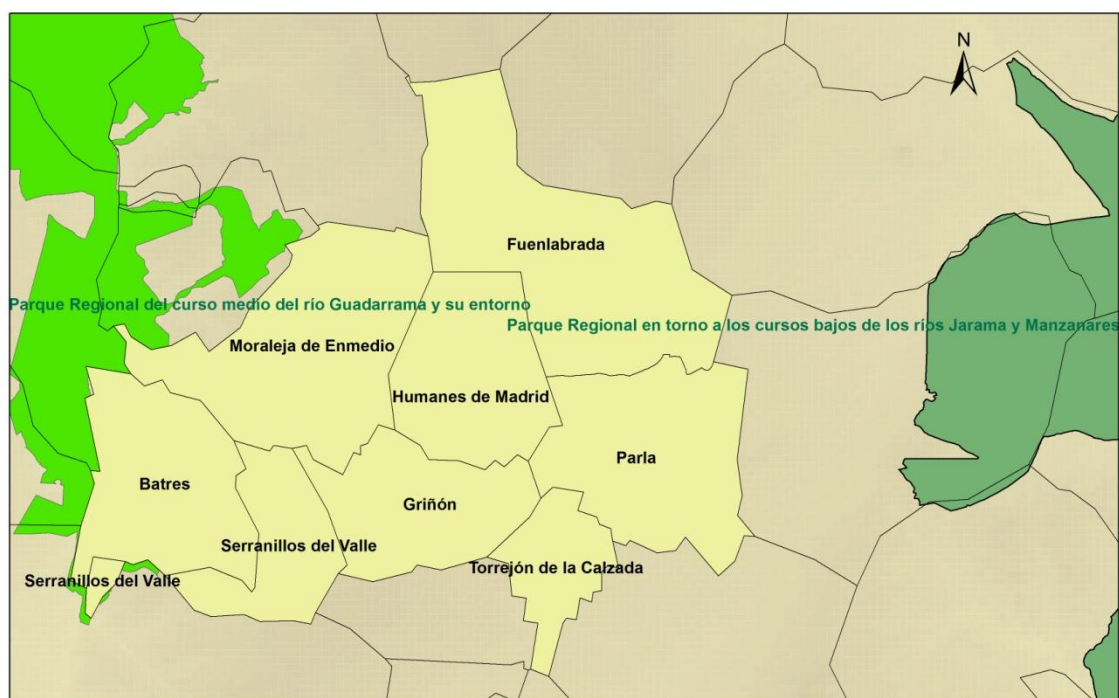 N
Fuenlabrada
Parque Regional del curso medio del río Guadarrama y su entorno
Parque Regional en torno a los cursos bajos de los ríos Jarama y Manzanares
Moraleja de Enmedio
Humanes de Madrid
Parla
Batres
Griñón
Serranillos del Valle
Torrejón de la Calzada
Serranillos del Valle